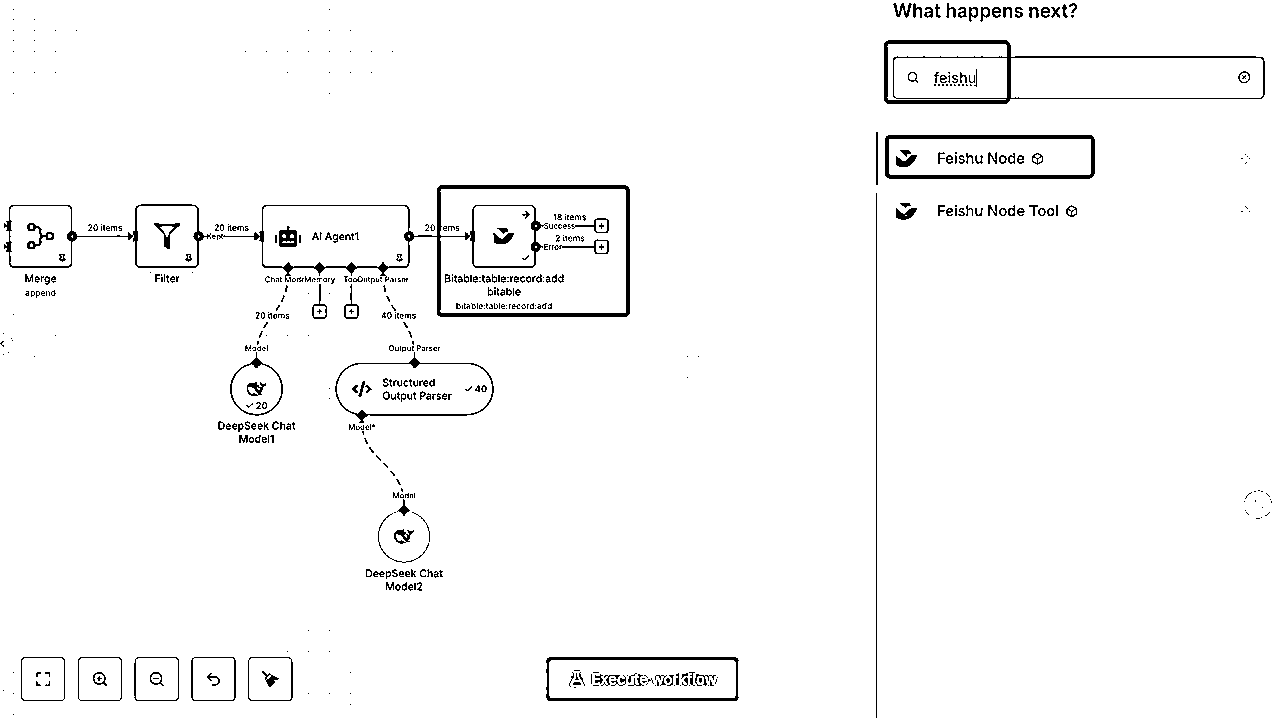 What happens next?
feishu
Feishu Node
Feishu Node Tool
20 items
20 items
Kept
AI Agent1
20 items
18 items
Success
2 items
Error
Merge
append
Filter
Chat Model
Memory
Tool
Output Parser
Bitable:table:record:add
bitable
bitable:table:record:add
20 items
40 items
Model
Output Parser
Structured
Output Parser
40
20
DeepSeek Chat
Model1
Model*
Model
DeepSeek Chat
Model2
Execute workflow